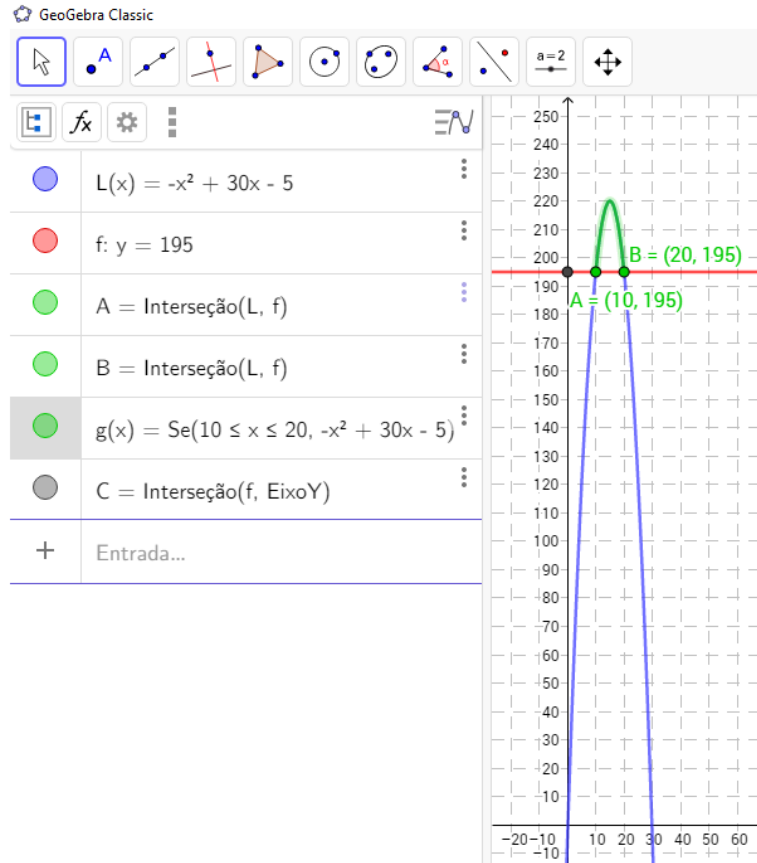 GeoGebra Classic
A
α
a = 2
fx
L(x) = -x² + 30x - 5
f: y = 195
A = Interseção(L, f)
B = Interseção(L, f)
g(x) = Se(10 ≤ x ≤ 20, -x² + 30x - 5)
C = Interseção(f, EixoY)
+ Entrada...
250
240
230
220
210
200
B = (20, 195)
190
A = (10, 195)
180
170
160
150
140
130
120
110
100
90
80
70
60
50
40
30
20
10
−20 −10 10 20 30 40 50 60
−10